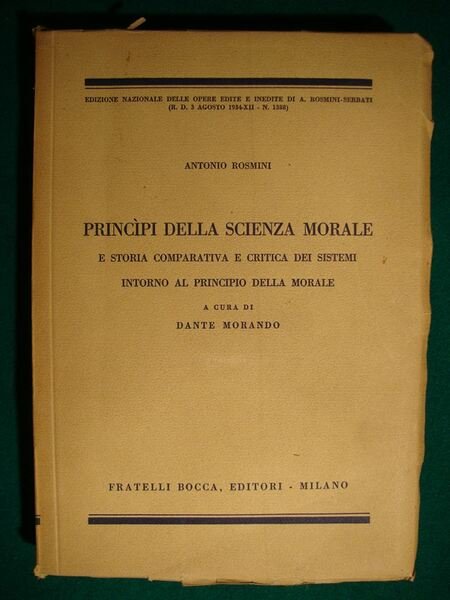 EDIZIONE NAZIONALE DELLE OPERE EDITE E INEDITE DI A. ROSMINI-SERBATI
(R. D. 3 AGOSTO 1934-XII - N. 1388)
ANTONIO ROSMINI
PRINCÌPI DELLA SCIENZA MORALE
E STORIA COMPARATIVA E CRITICA DEI SISTEMI
INTORNO AL PRINCIPIO DELLA MORALE
A CURA DI
DANTE MORANDO
FRATELLI BOCCA, EDITORI - MILANO